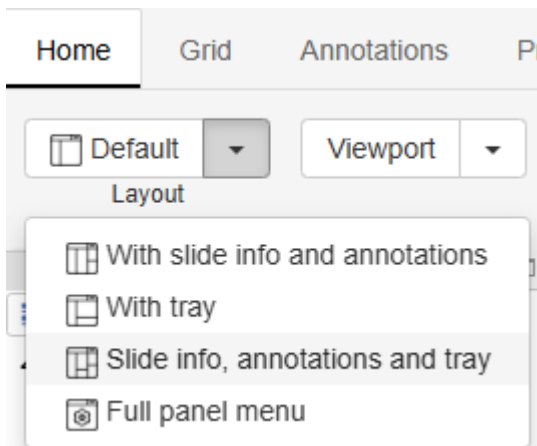 Home Grid Annotations
Default Viewport
Layout
With slide info and annotations
With tray
Slide info, annotations and tray
Full panel menu